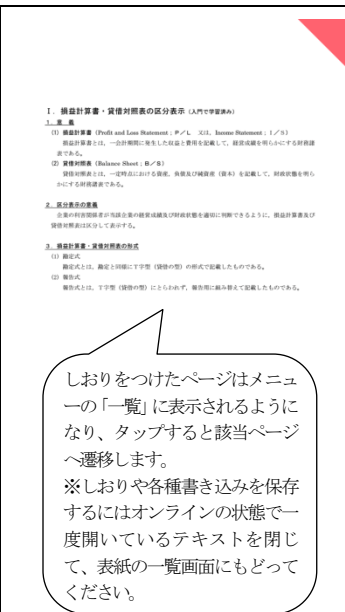 Ⅰ. 損益計算書・貸借対照表の区分表示（入門で学習済み）
1. 意 義
(1) 損益計算書（Profit and Loss Statement；P／L 又は、Income Statement；I／S）
損益計算書とは、一会計期間に発生した収益と費用を記載して、経営成績を明らかにする財務諸
表である。
(2) 貸借対照表（Balance Sheet；B／S）
貸借対照表とは、一定時点における資産、負債及び純資産（資本）を記載して、財政状態を明ら
かにする財務諸表である。
2. 区分表示の意義
企業の利害関係者が当該企業の経営成績及び財政状態を適切に判断できるように、損益計算書及び
貸借対照表は区分して表示する。
3. 損益計算書・貸借対照表の形式
(1) 勘定式
勘定式とは、勘定と同様にT字型（貸借の型）の形式で記載したものである。
(2) 報告式
報告式とは、T字型（貸借の型）にとらわれず、報告用に組み替えて記載したものである。
しおりをつけたページはメニュ
ーの「一覧」に表示されるように
なり、タップすると該当ページ
へ遷移します。
※しおりや各種書き込みを保存
するにはオンラインの状態で一
度開いているテキストを閉じ
て、表紙の一覧画面にもどって
ください。